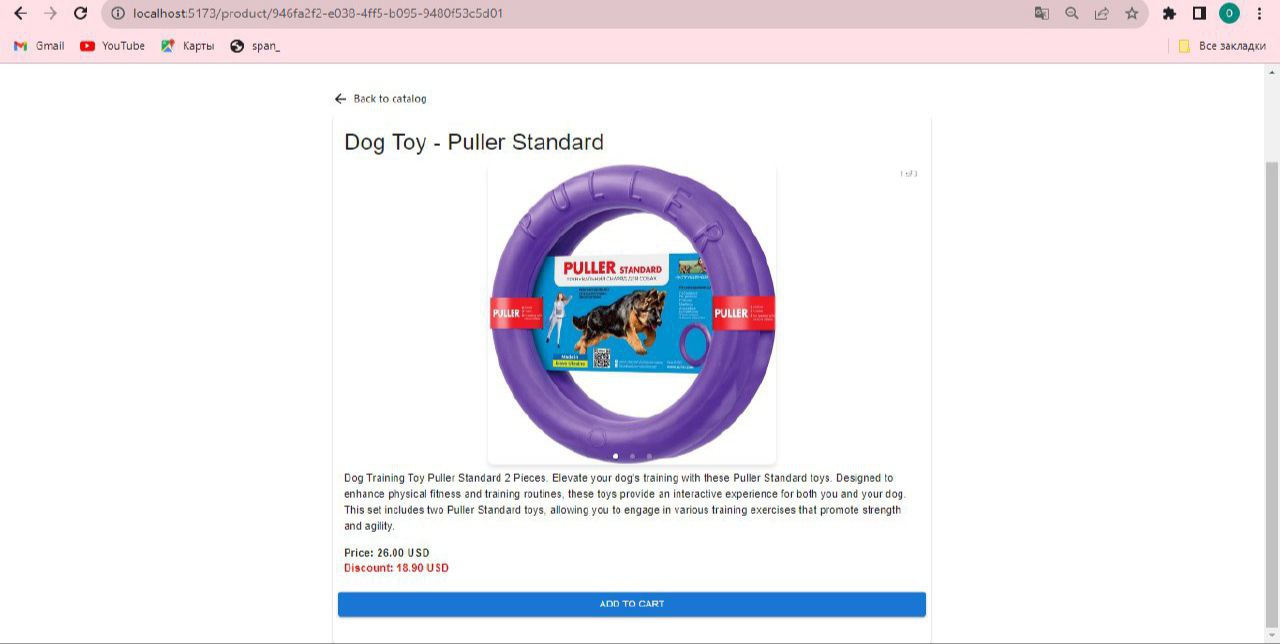 localhost:5173/product/946fa2f2-e038-4ff5-b095-9480f53c5d01
O
Gmail YouTube Карты span_ Все закладки
Back to catalog
Dog Toy - Puller Standard
1 of 3
PULLER
PULLER STANDARD
PULLER PULLER
Dog Training Toy Puller Standard 2 Pieces. Elevate your dog's training with these Puller Standard toys. Designed to
enhance physical fitness and training routines, these toys provide an interactive experience for both you and your dog.
This set includes two Puller Standard toys, allowing you to engage in various training exercises that promote strength
and agility.
Price: 26.00 USD
Discount: 18.90 USD
ADD TO CART